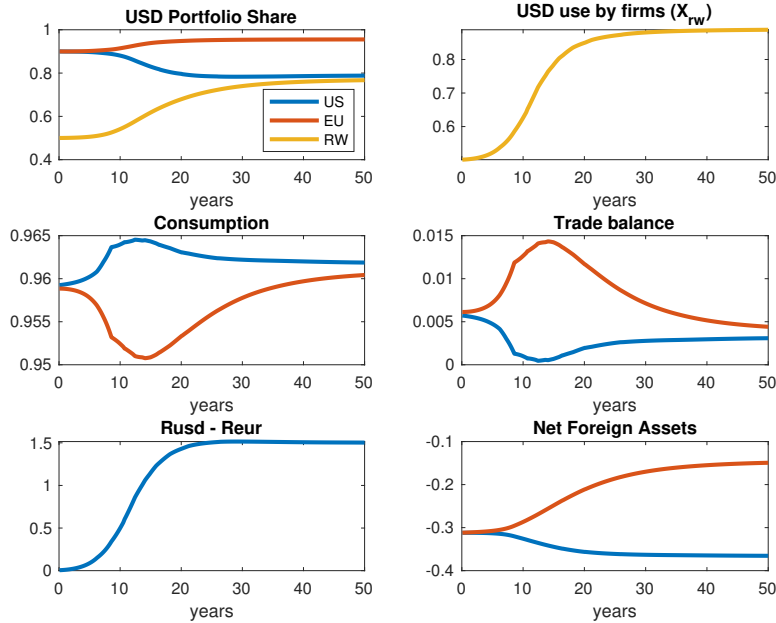 USD Portfolio Share
1
0.8
0.6
0.4
0 10 20 30 40 50
years
US
EU
RW
USD use by firms (X_rw)
0.8
0.6
0 10 20 30 40 50
years
Consumption
0.965
0.96
0.955
0.95
0 10 20 30 40 50
years
Trade balance
0.015
0.01
0.005
0
0 10 20 30 40 50
years
Rusd - Reur
1.5
1
0.5
0
0 10 20 30 40 50
years
Net Foreign Assets
-0.1
-0.2
-0.3
-0.4
0 10 20 30 40 50
years